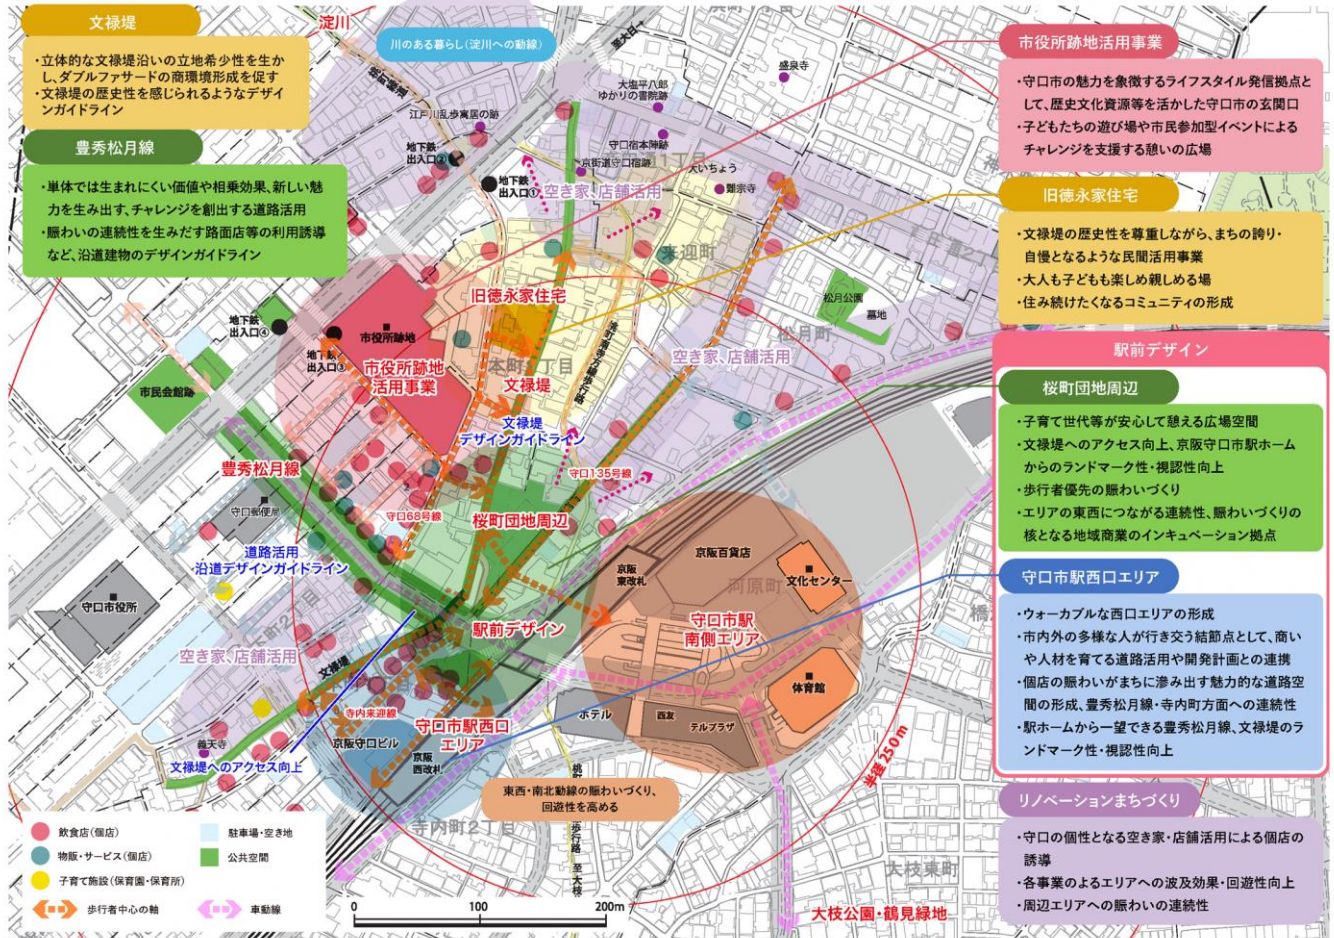 文禄堤
・立体的な文禄堤沿いの立地希少性を生か
し、ダブルファサードの商環境形成を促す
・文禄堤の歴史性を感じられるようなデザイ
ンガイドライン
豊秀松月線
・単体では生まれにくい価値や相乗効果、新しい魅
力を生み出す、チャレンジを創出する道路活用
・賑わいの連続性を生みだす路面店等の利用誘導
など、沿道建物のデザインガイドライン
淀川
川のある暮らし(淀川への動線)
至大日
盛泉寺
大塩平八郎
ゆかりの書院跡
江戸川乱歩寓居の跡
守口宿本陣跡
地下鉄
出入口②
京街道守口宿跡
大いちょう
地下鉄
出入口①
難宗寺
空き家、店舗活用
来迎町
旧徳永家住宅
松月公園
墓地
地下鉄
出入口④
市役所跡地
地下鉄
出入口③
松月町
市役所跡地
活用事業
空き家、店舗活用
市民会館跡
文禄堤
文禄堤
デザインガイドライン
豊秀松月線
守口135号線
守口郵便局
守口68号線
桜町団地周辺
道路活用
沿道デザインガイドライン
京阪百貨店
京阪
東改札
河原町
文化センター
守口市役所
駅前デザイン
守口市駅
南側エリア
空き家、店舗活用
文禄堤
体育館
寺内来迎線
守口市駅西口
エリア
ホテル
西友
テルプラザ
義天寺
京阪守口ビル
京阪
西改札
文禄堤へのアクセス向上
半径250m
東西・南北動線の賑わいづくり、
回遊性を高める
寺内町2丁目
大枝東町
大枝公園・鶴見緑地
飲食店(個店)
駐車場・空き地
物販・サービス(個店)
公共空間
子育て施設(保育園・保育所)
歩行者中心の軸
車動線
0 100 200m
市役所跡地活用事業
・守口市の魅力を象徴するライフスタイル発信拠点と
して、歴史文化資源等を活かした守口市の玄関口
・子どもたちの遊び場や市民参加型イベントによる
チャレンジを支援する憩いの広場
旧徳永家住宅
・文禄堤の歴史性を尊重しながら、まちの誇り・
自慢となるような民間活用事業
・大人も子どもも楽しめ親しめる場
・住み続けたくなるコミュニティの形成
駅前デザイン
桜町団地周辺
・子育て世代等が安心して憩える広場空間
・文禄堤へのアクセス向上、京阪守口市駅ホーム
からのランドマーク性・視認性向上
・歩行者優先の賑わいづくり
・エリアの東西につながる連続性、賑わいづくりの
核となる地域商業のインキュベーション拠点
守口市駅西口エリア
・ウォーカブルな西口エリアの形成
・市内外の多様な人が行き交う結節点として、商い
や人材を育てる道路活用や開発計画との連携
・個店の賑わいがまちに滲み出す魅力的な道路空
間の形成、豊秀松月線・寺内町方面への連続性
・駅ホームから一望できる豊秀松月線、文禄堤のラ
ンドマーク性・視認性向上
リノベーションまちづくり
・守口の個性となる空き家・店舗活用による個店の
誘導
・各事業のよるエリアへの波及効果・回遊性向上
・周辺エリアへの賑わいの連続性